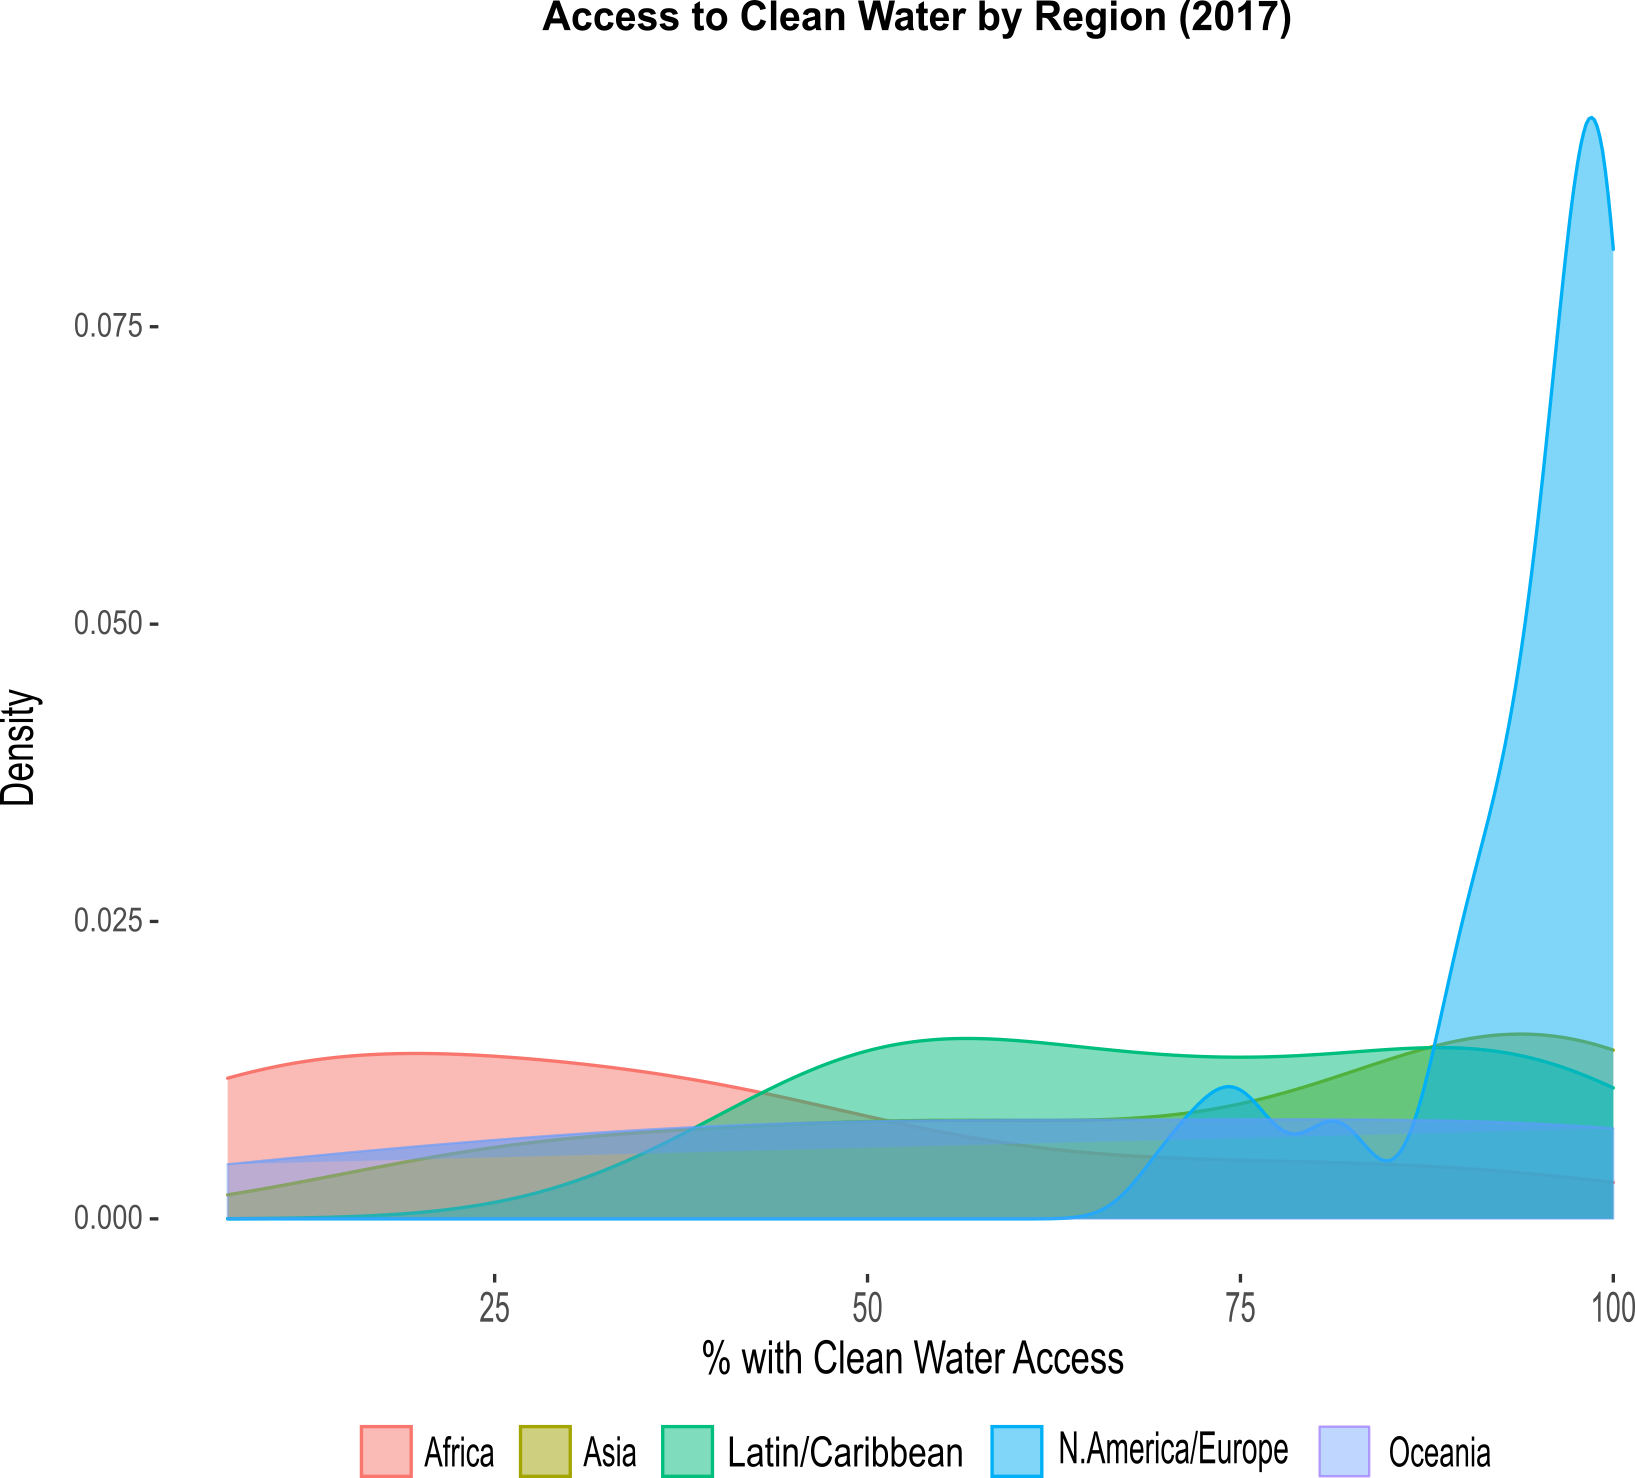 Access to Clean Water by Region (2017)
0.075
0.050
0.025
0.000
Density
25 50 75 100
% with Clean Water Access
Africa Asia Latin/Caribbean N.America/Europe Oceania